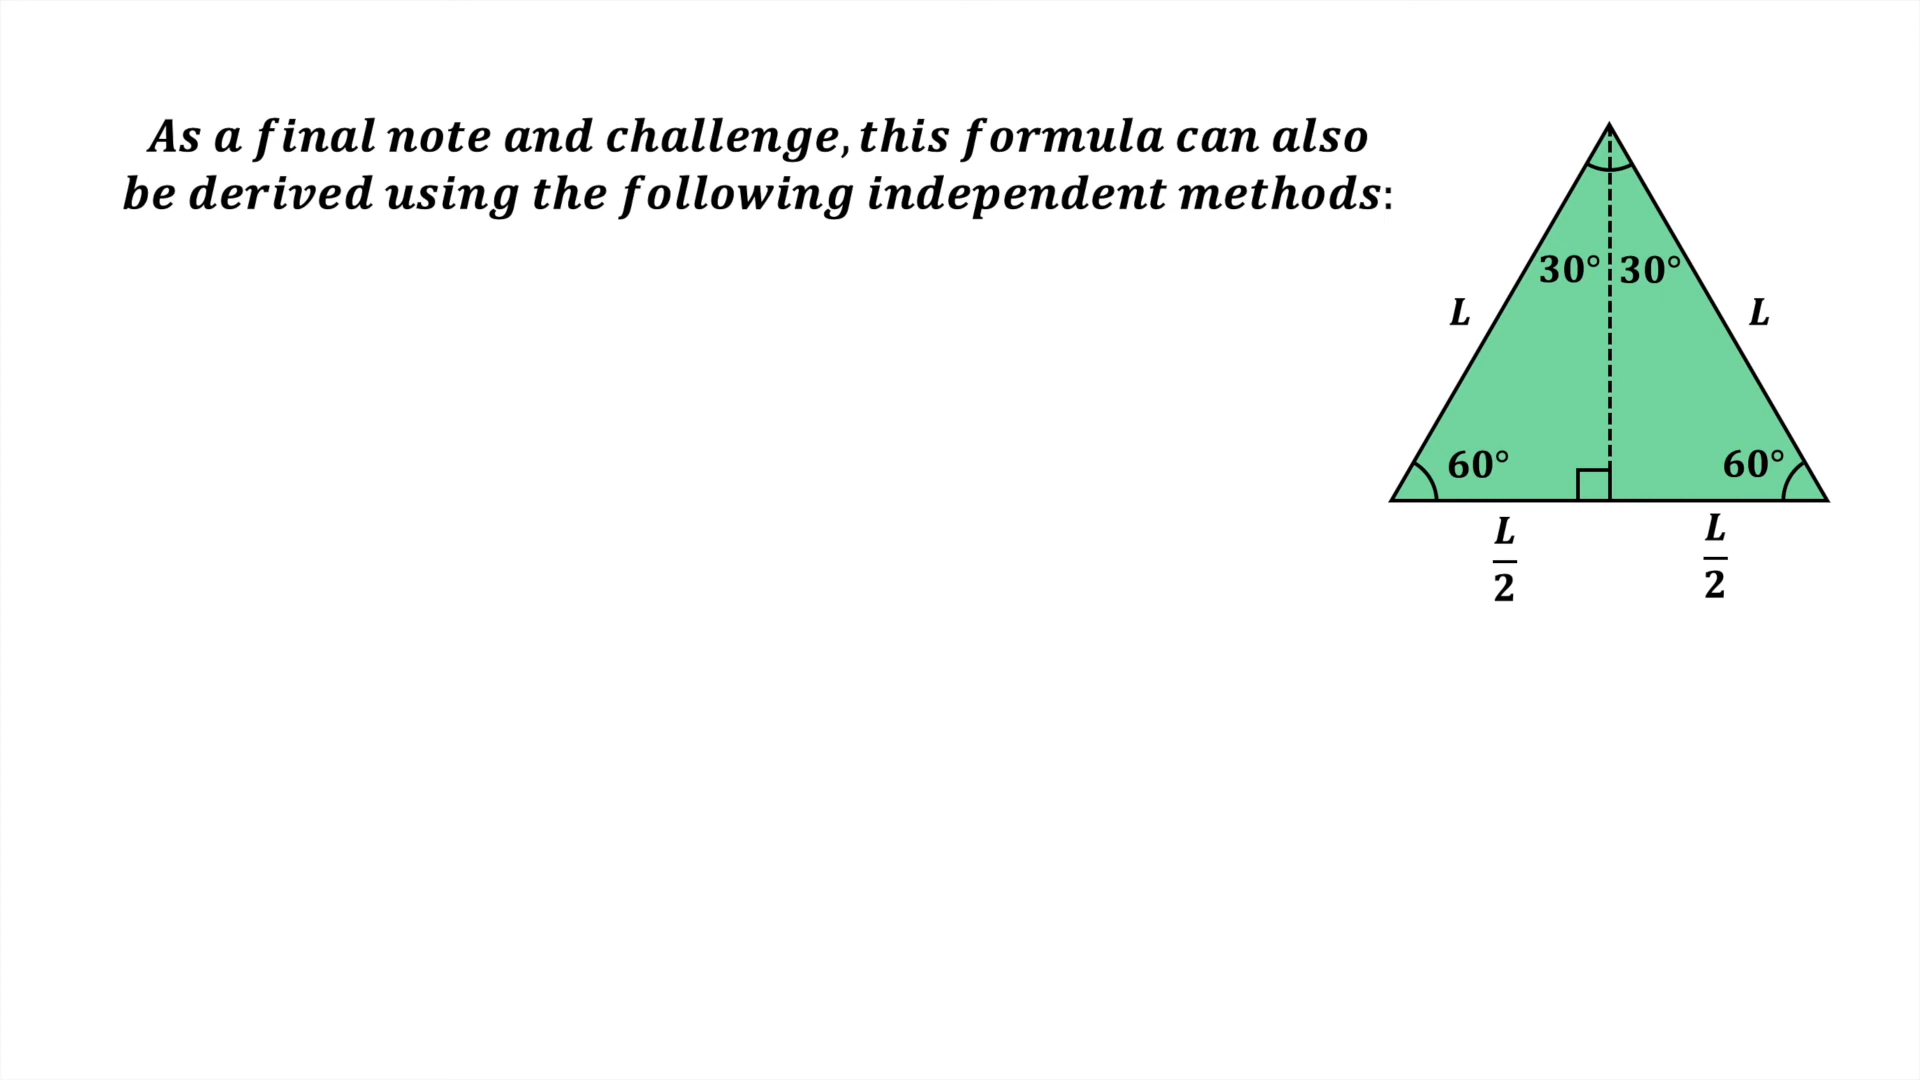 As a final note and challenge, this formula can also
be derived using the following independent methods:
30° 30°
L L
60° 60°
L/2 L/2